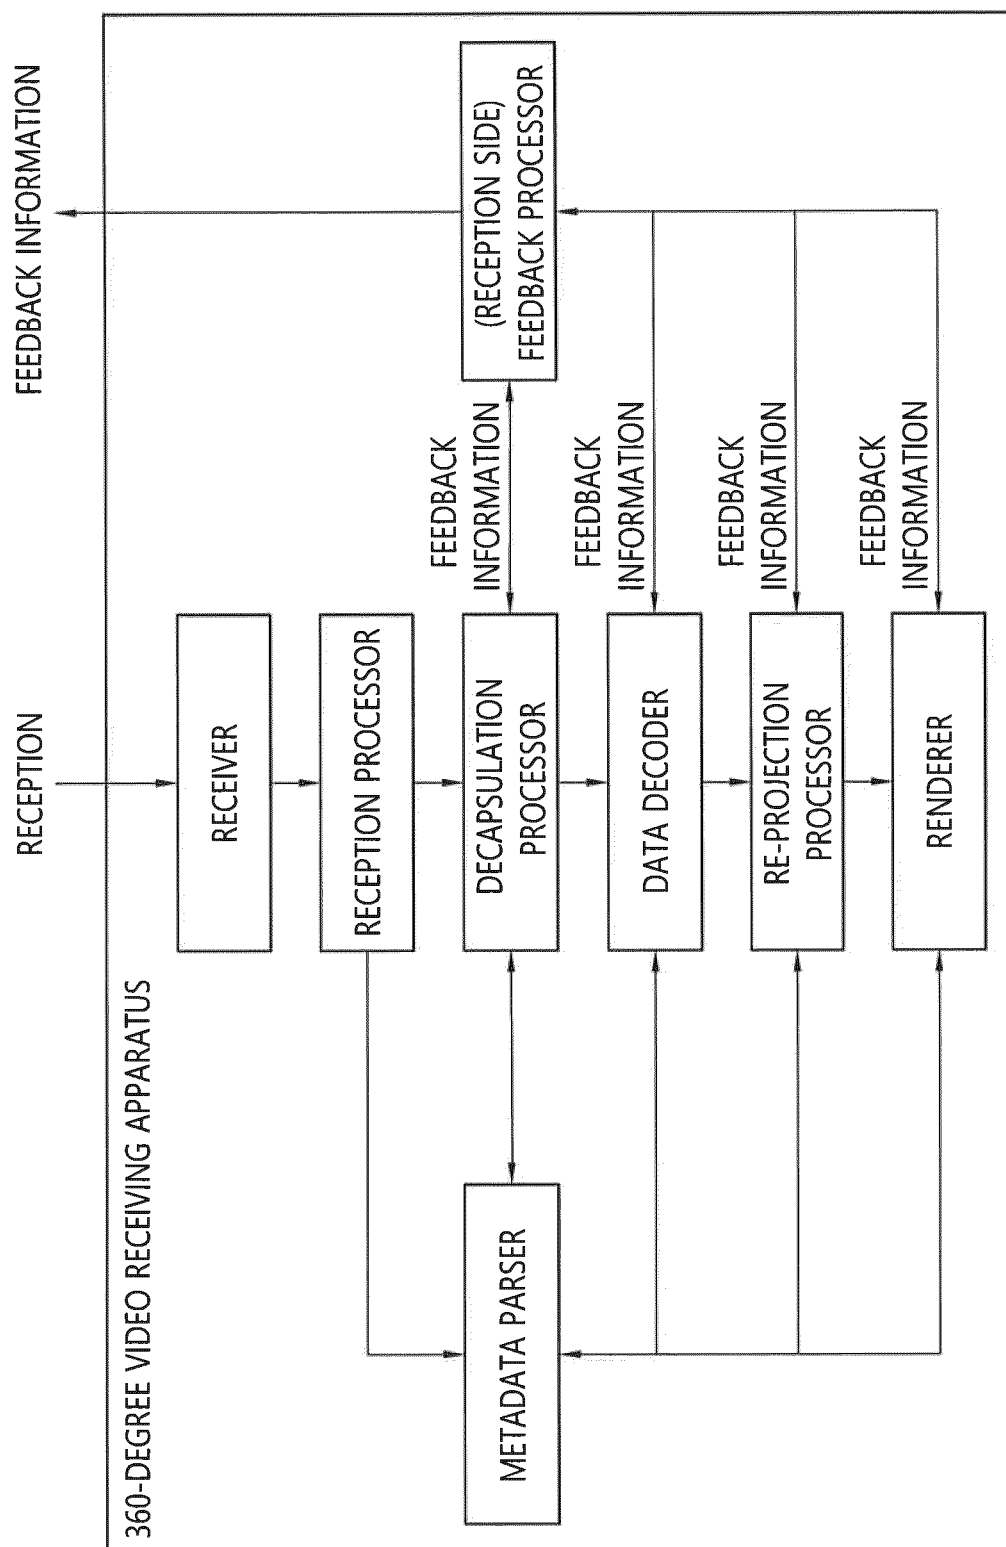 360-DEGREE VIDEO RECEIVING APPARATUS
RECEPTION
FEEDBACK INFORMATION
METADATA PARSER
RECEIVER
RECEPTION PROCESSOR
DECAPSULATION
PROCESSOR
DATA DECODER
RE-PROJECTION
PROCESSOR
RENDERER
FEEDBACK
INFORMATION
FEEDBACK
INFORMATION
FEEDBACK
INFORMATION
FEEDBACK
INFORMATION
(RECEPTION SIDE)
FEEDBACK PROCESSOR